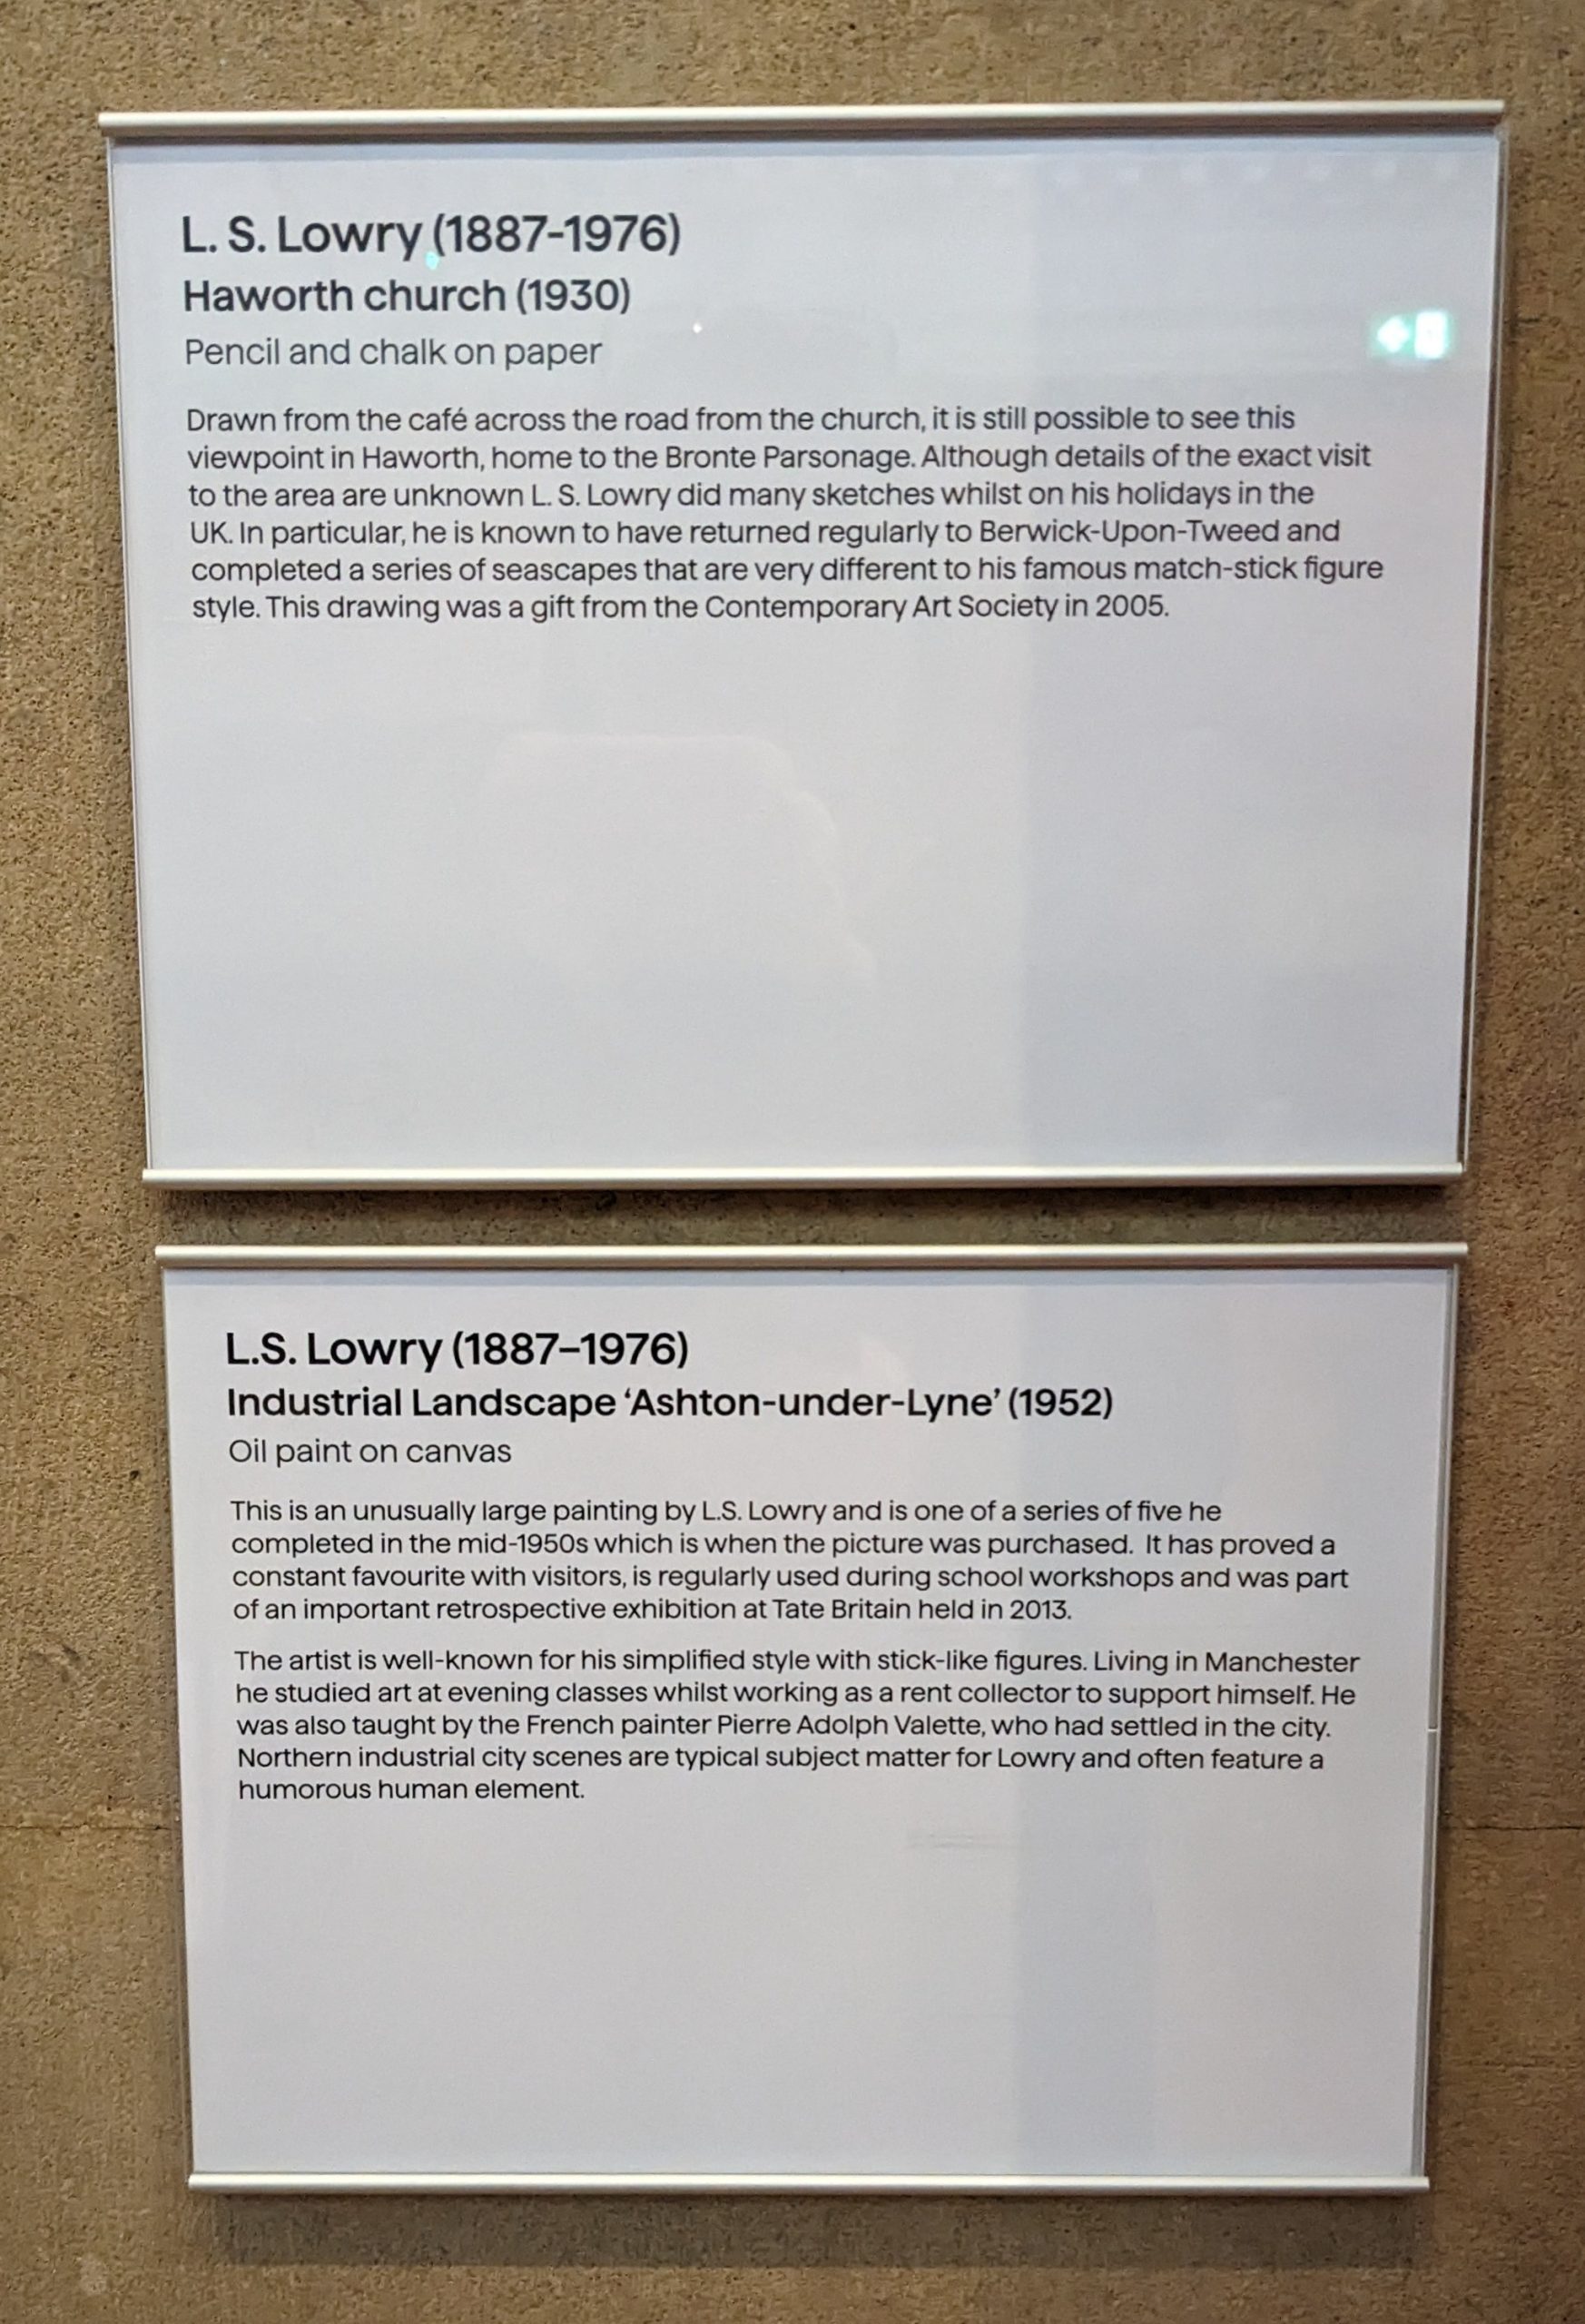 L. S. Lowry (1887-1976)
Haworth church (1930)
Pencil and chalk on paper
Drawn from the café across the road from the church, it is still possible to see this
viewpoint in Haworth, home to the Bronte Parsonage. Although details of the exact visit
to the area are unknown L. S. Lowry did many sketches whilst on his holidays in the
UK. In particular, he is known to have returned regularly to Berwick-Upon-Tweed and
completed a series of seascapes that are very different to his famous match-stick figure
style. This drawing was a gift from the Contemporary Art Society in 2005.
L.S. Lowry (1887–1976)
Industrial Landscape ‘Ashton-under-Lyne’ (1952)
Oil paint on canvas
This is an unusually large painting by L.S. Lowry and is one of a series of five he
completed in the mid-1950s which is when the picture was purchased. It has proved a
constant favourite with visitors, is regularly used during school workshops and was part
of an important retrospective exhibition at Tate Britain held in 2013.
The artist is well-known for his simplified style with stick-like figures. Living in Manchester
he studied art at evening classes whilst working as a rent collector to support himself. He
was also taught by the French painter Pierre Adolph Valette, who had settled in the city.
Northern industrial city scenes are typical subject matter for Lowry and often feature a
humorous human element.